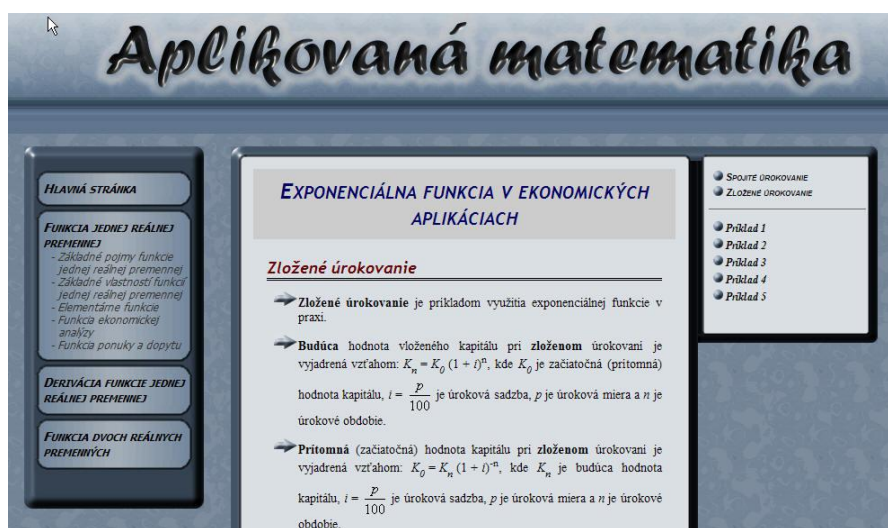 Aplikovaná matematika
HLAVNÁ STRÁNKA
FUNKCIA JEDNEJ REÁLNEJ
PREMENNEJ
- Základné pojmy funkcie
jednej reálnej premennej
- Základné vlastností funkcií
jednej reálnej premennej
- Elementárne funkcie
- Funkcia ekonomickej
analýzy
- Funkcia ponuky a dopytu
DERIVÁCIA FUNKCIE JEDNEJ
REÁLNEJ PREMENNEJ
FUNKCIA DVOCH REÁLNYCH
PREMENNÝCH
EXPONENCIÁLNA FUNKCIA V EKONOMICKÝCH
APLIKÁCIACH
Zložené úrokovanie
Zložené úrokovanie je príkladom využitia exponenciálnej funkcie v
praxi.
Budúca hodnota vloženého kapitálu pri zloženom úrokovaní je
vyjadrená vzťahom: Kₙ = K₀ (1 + i)ⁿ, kde K₀ je začiatočná (prítomná)
hodnota kapitálu, i = p/100 je úroková sadzba, p je úroková miera a n je
úrokové obdobie.
Prítomná (začiatočná) hodnota kapitálu pri zloženom úrokovaní je
vyjadrená vzťahom: K₀ = Kₙ (1 + i)⁻ⁿ, kde Kₙ je budúca hodnota
kapitálu, i = p/100 je úroková sadzba, p je úroková miera a n je úrokové
obdobie.
SPOJITÉ ÚROKOVANIE
ZLOŽENÉ ÚROKOVANIE
Príklad 1
Príklad 2
Príklad 3
Príklad 4
Príklad 5